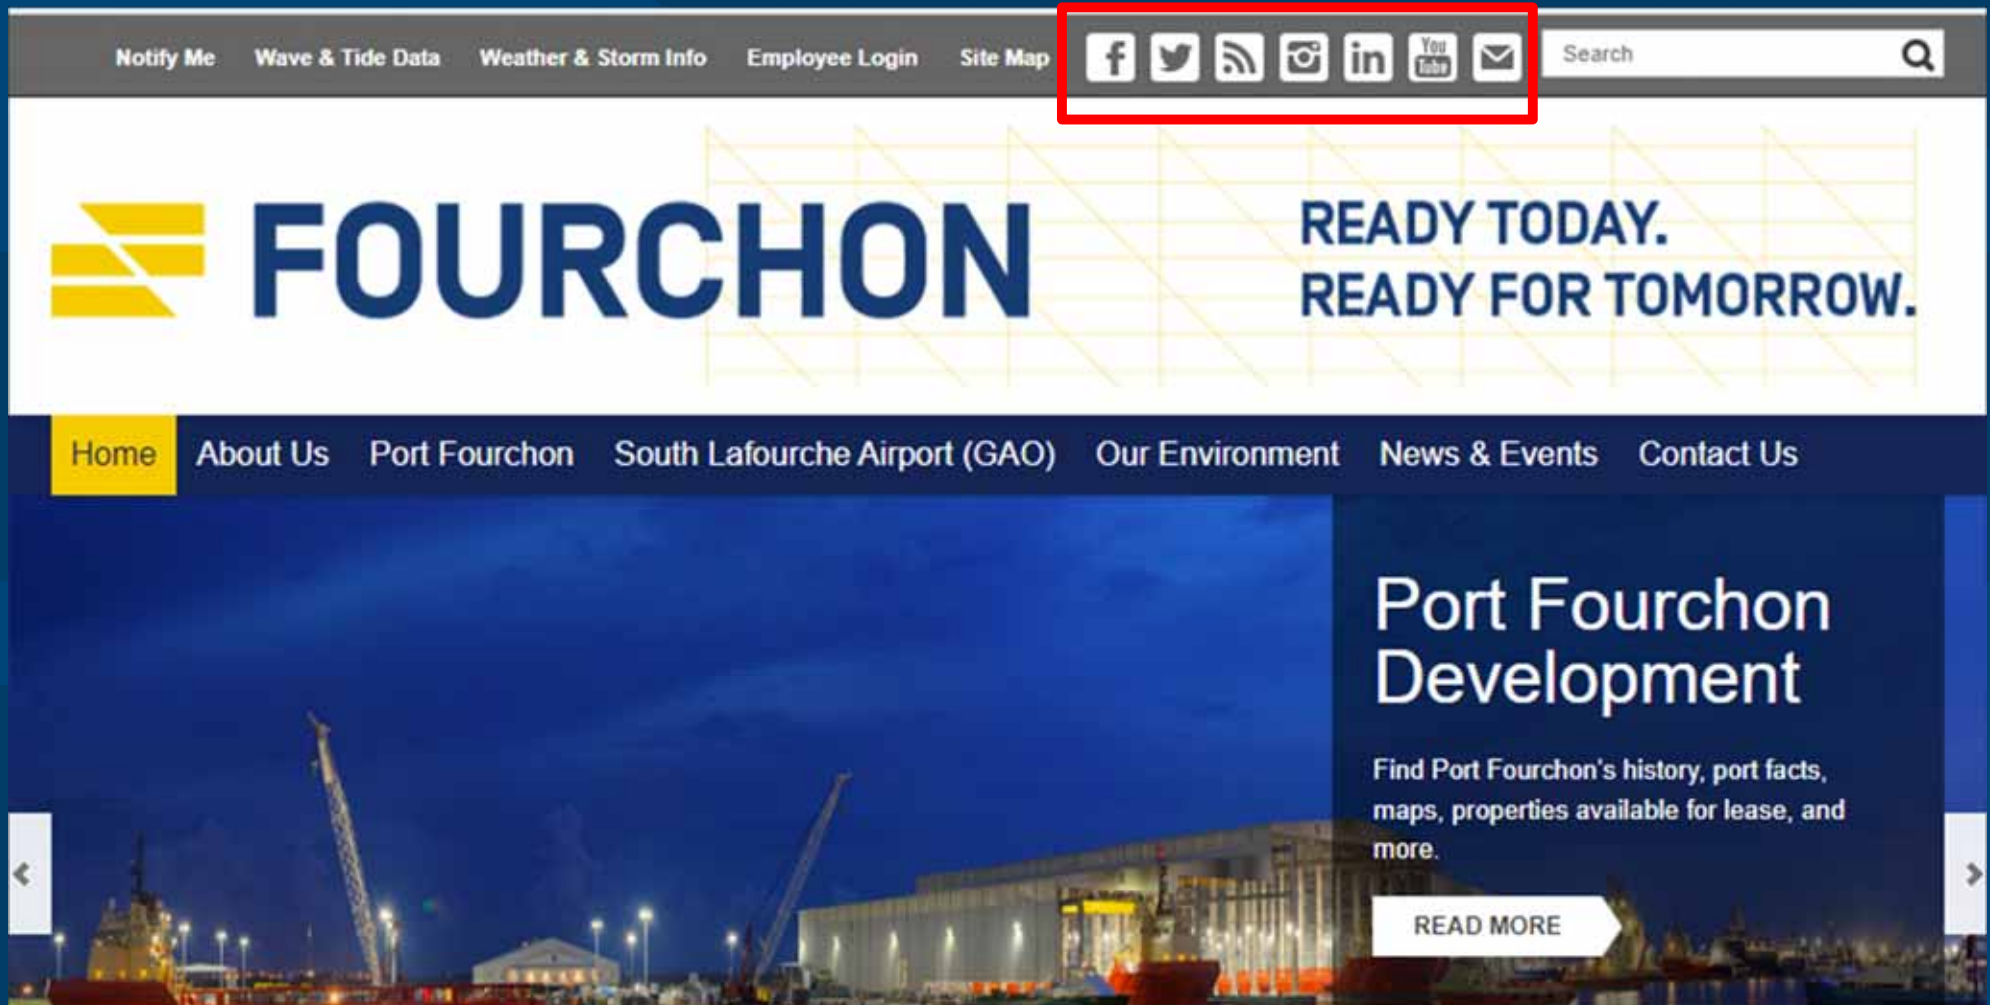 Notify Me Wave & Tide Data Weather & Storm Info Employee Login Site Map f in You Tube Search
FOURCHON
READY TODAY.
READY FOR TOMORROW.
Home About Us Port Fourchon South Lafourche Airport (GAO) Our Environment News & Events Contact Us
Port Fourchon
Development
Find Port Fourchon's history, port facts,
maps, properties available for lease, and
more.
READ MORE